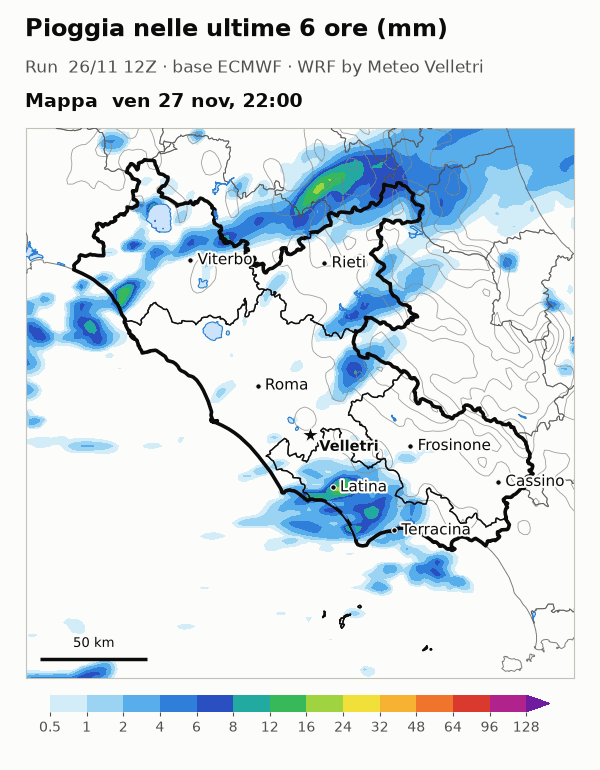 Pioggia nelle ultime 6 ore (mm)
Run  26/11 12Z · base ECMWF · WRF by Meteo Velletri
Mappa  ven 27 nov, 22:00
Viterbo
Rieti
Roma
Velletri
Frosinone
Latina
Cassino
Terracina
50 km
0.5 1 2 4 6 8 12 16 24 32 48 64 96 128